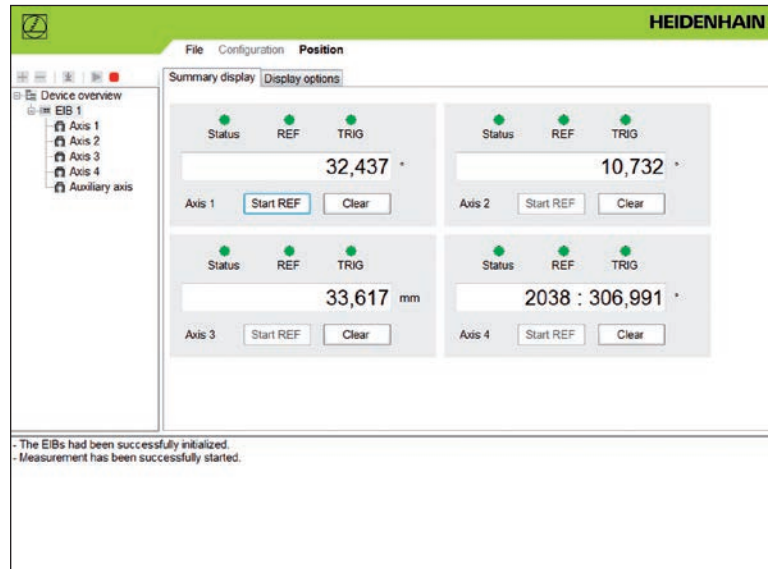 HEIDENHAIN
File Configuration Position
Summary display Display options
Device overview
EIB 1
Axis 1
Axis 2
Axis 3
Axis 4
Auxiliary axis
Status REF TRIG
32,437 °
Axis 1 Start REF Clear
Status REF TRIG
10,732 °
Axis 2 Start REF Clear
Status REF TRIG
33,617 mm
Axis 3 Start REF Clear
Status REF TRIG
2038 : 306,991 °
Axis 4 Start REF Clear
- The EIBs had been successfully initialized.
- Measurement has been successfully started.